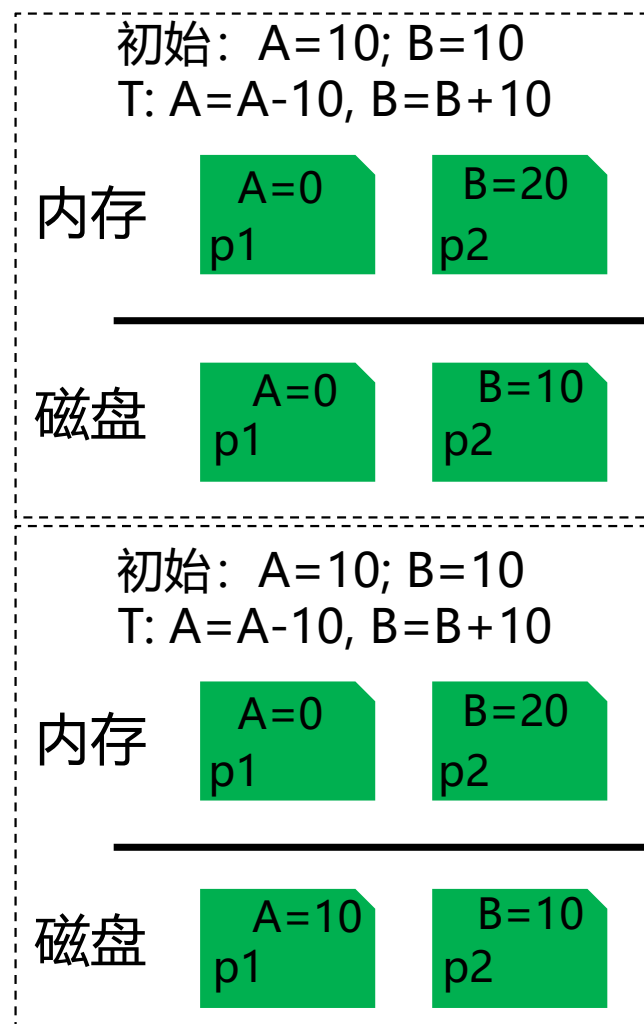 初始：A=10; B=10
T: A=A-10, B=B+10
内存
A=0
p1
B=20
p2
磁盘
A=0
p1
B=10
p2
初始：A=10; B=10
T: A=A-10, B=B+10
内存
A=0
p1
B=20
p2
磁盘
A=10
p1
B=10
p2